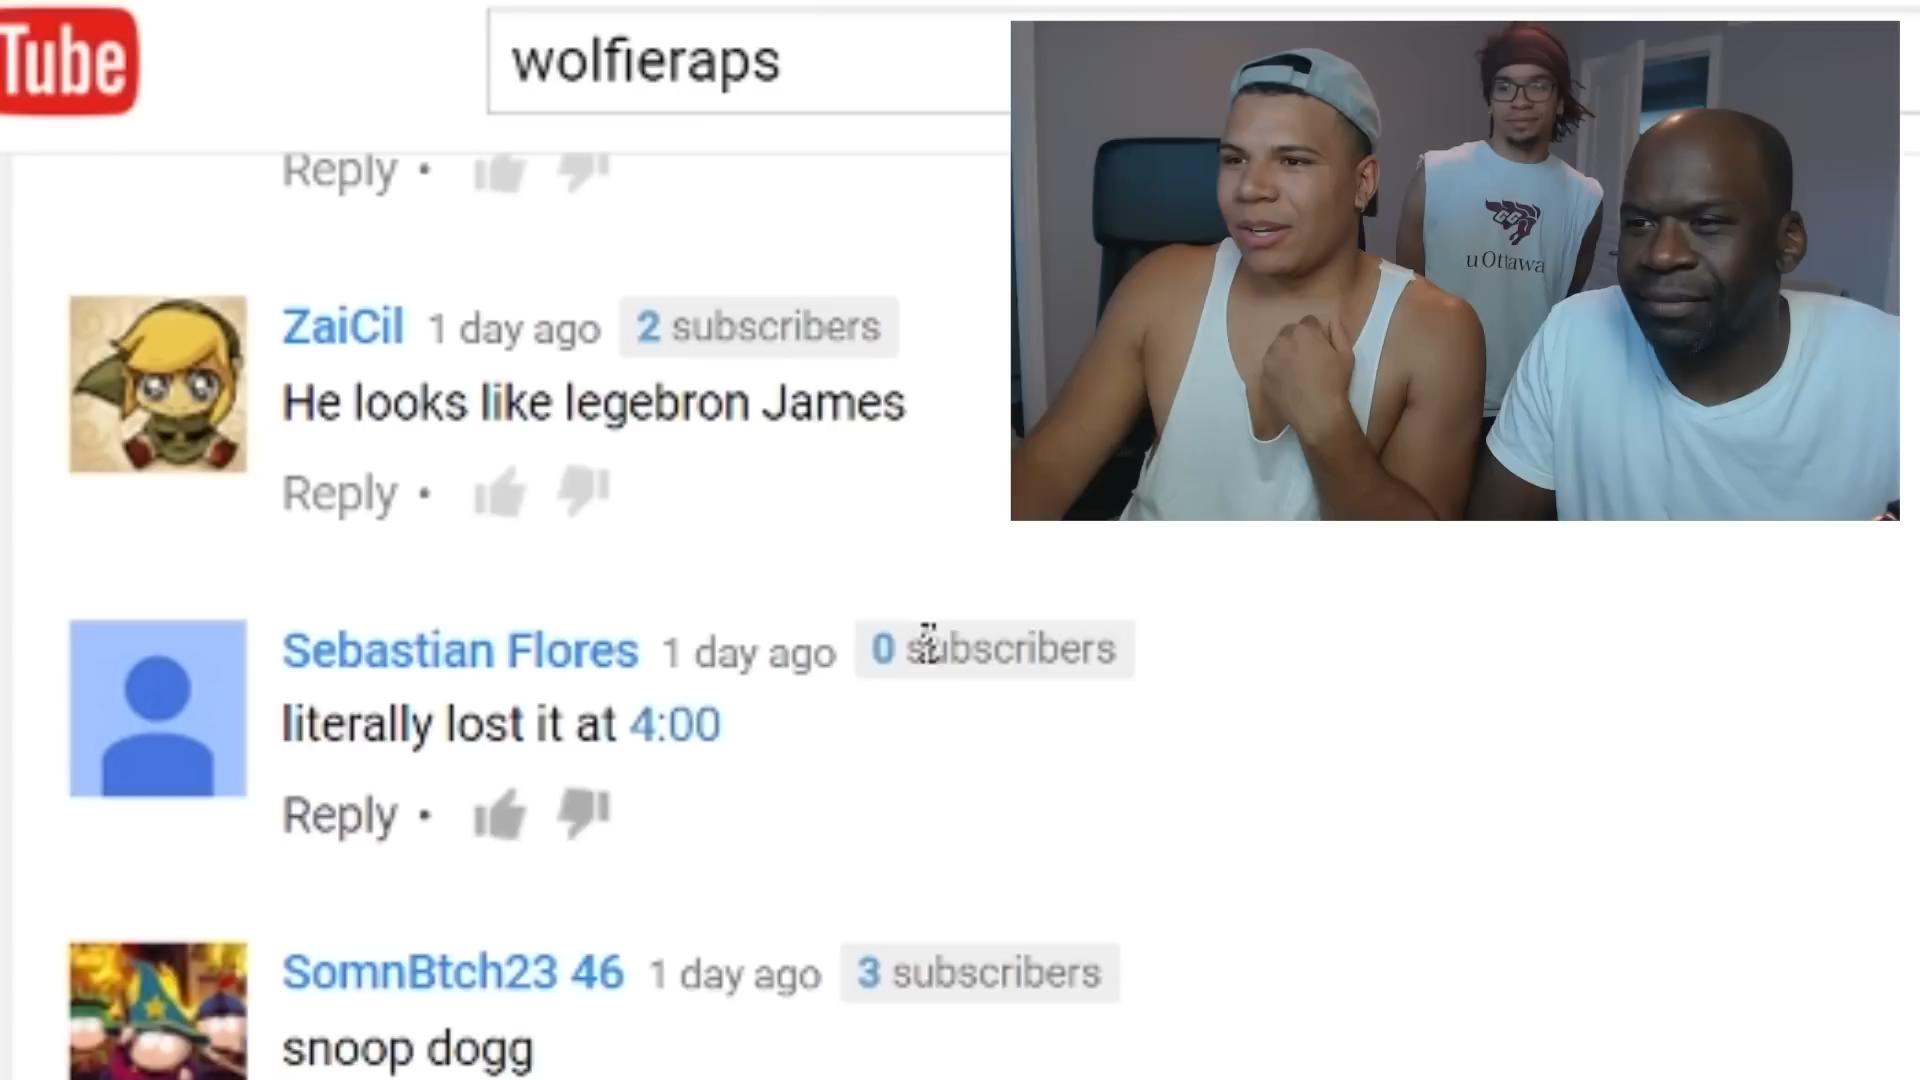 Tube
wolfieraps
Reply •
ZaiCil 1 day ago 2 subscribers
He looks like legebron James
Reply •
GG
uOttawa
Sebastian Flores 1 day ago 0 subscribers
literally lost it at 4:00
Reply •
SomnBtch23 46 1 day ago 3 subscribers
snoop dogg